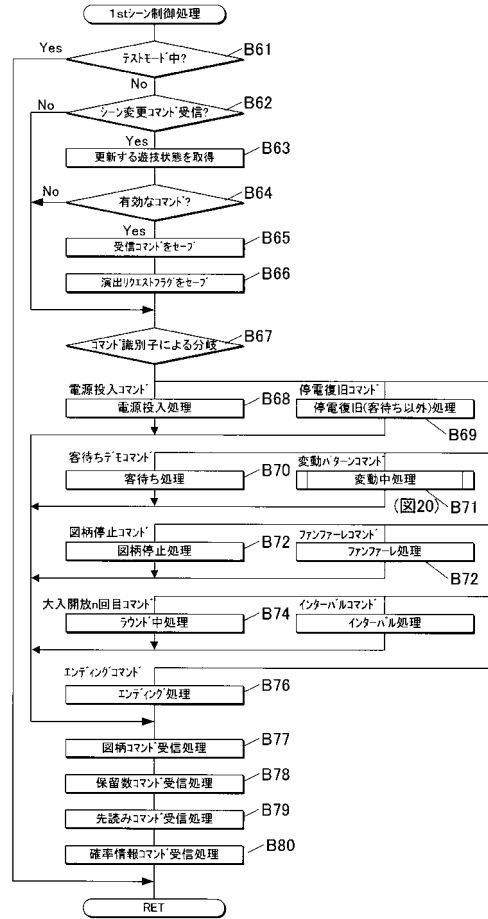 1stシーン制御処理
B61
Yes
テストモード中?
No
B62
No
シーン変更コマンド受信?
Yes
B63
更新する遊技状態を取得
B64
No
有効なコマンド?
Yes
B65
受信コマンドをセーブ
B66
演出リクエストフラグをセーブ
B67
コマンド識別子による分岐
電源投入コマンド
停電復旧コマンド
電源投入処理
B68
停電復旧(客待ち以外)処理
B69
客待ちデモコマンド
B70
変動パターンコマンド
客待ち処理
変動中処理
(図20)
B71
図柄停止コマンド
B72
ファンファーレコマンド
図柄停止処理
ファンファーレ処理
B72
大入開放n回目コマンド
B74
インターバルコマンド
ラウンド中処理
インターバル処理
エンディングコマンド
エンディング処理
B76
B77
図柄コマンド受信処理
B78
保留数コマンド受信処理
B79
先読みコマンド受信処理
B80
確率情報コマンド受信処理
RET